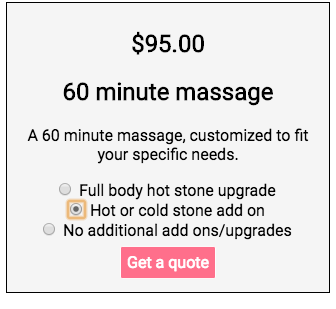 $95.00
60 minute massage
A 60 minute massage, customized to fit
your specific needs.
Full body hot stone upgrade
Hot or cold stone add on
No additional add ons/upgrades
Get a quote